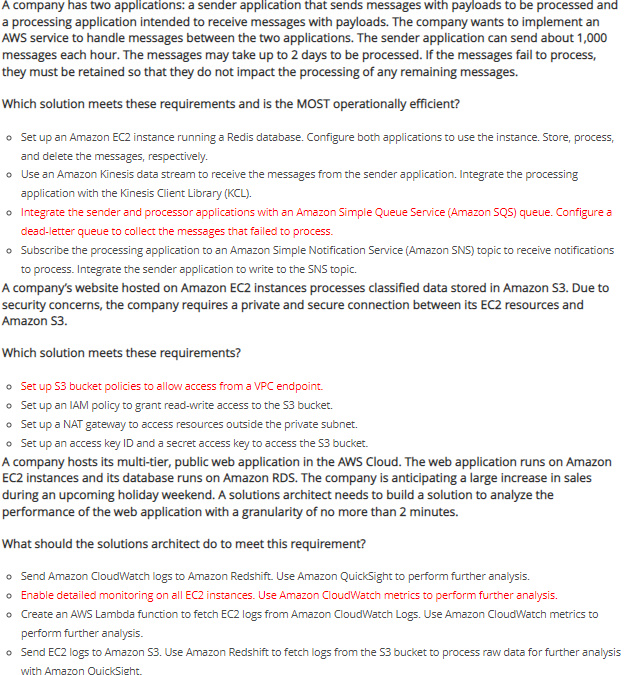 A company has two applications: a sender application that sends messages with payloads to be processed and
a processing application intended to receive messages with payloads. The company wants to implement an
AWS service to handle messages between the two applications. The sender application can send about 1,000
messages each hour. The messages may take up to 2 days to be processed. If the messages fail to process,
they must be retained so that they do not impact the processing of any remaining messages.
Which solution meets these requirements and is the MOST operationally efficient?
Set up an Amazon EC2 instance running a Redis database. Configure both applications to use the instance. Store, process,
and delete the messages, respectively.
Use an Amazon Kinesis data stream to receive the messages from the sender application. Integrate the processing
application with the Kinesis Client Library (KCL).
Integrate the sender and processor applications with an Amazon Simple Queue Service (Amazon SQS) queue. Configure a
dead-letter queue to collect the messages that failed to process.
Subscribe the processing application to an Amazon Simple Notification Service (Amazon SNS) topic to receive notifications
to process. Integrate the sender application to write to the SNS topic.
A company's website hosted on Amazon EC2 instances processes classified data stored in Amazon S3. Due to
security concerns, the company requires a private and secure connection between its EC2 resources and
Amazon S3.
Which solution meets these requirements?
Set up S3 bucket policies to allow access from a VPC endpoint.
Set up an IAM policy to grant read-write access to the S3 bucket.
Set up a NAT gateway to access resources outside the private subnet.
Set up an access key ID and a secret access key to access the S3 bucket.
A company hosts its multi-tier, public web application in the AWS Cloud. The web application runs on Amazon
EC2 instances and its database runs on Amazon RDS. The company is anticipating a large increase in sales
during an upcoming holiday weekend. A solutions architect needs to build a solution to analyze the
performance of the web application with a granularity of no more than 2 minutes.
What should the solutions architect do to meet this requirement?
Send Amazon CloudWatch logs to Amazon Redshift. Use Amazon QuickSight to perform further analysis.
Enable detailed monitoring on all EC2 instances. Use Amazon CloudWatch metrics to perform further analysis.
Create an AWS Lambda function to fetch EC2 logs from Amazon CloudWatch Logs. Use Amazon CloudWatch metrics to
perform further analysis.
Send EC2 logs to Amazon S3. Use Amazon Redshift to fetch logs from the S3 bucket to process raw data for further analysis
with Amazon QuickSight.